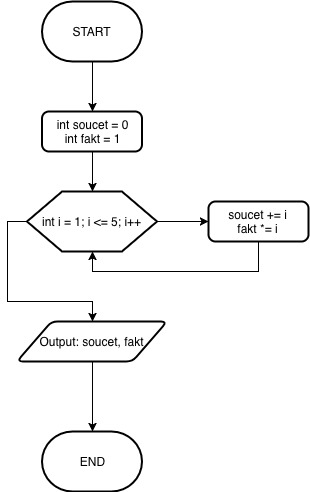 START
int soucet = 0
int fakt = 1
int i = 1; i <= 5; i++
soucet += i
fakt *= i
Output: soucet, fakt
END